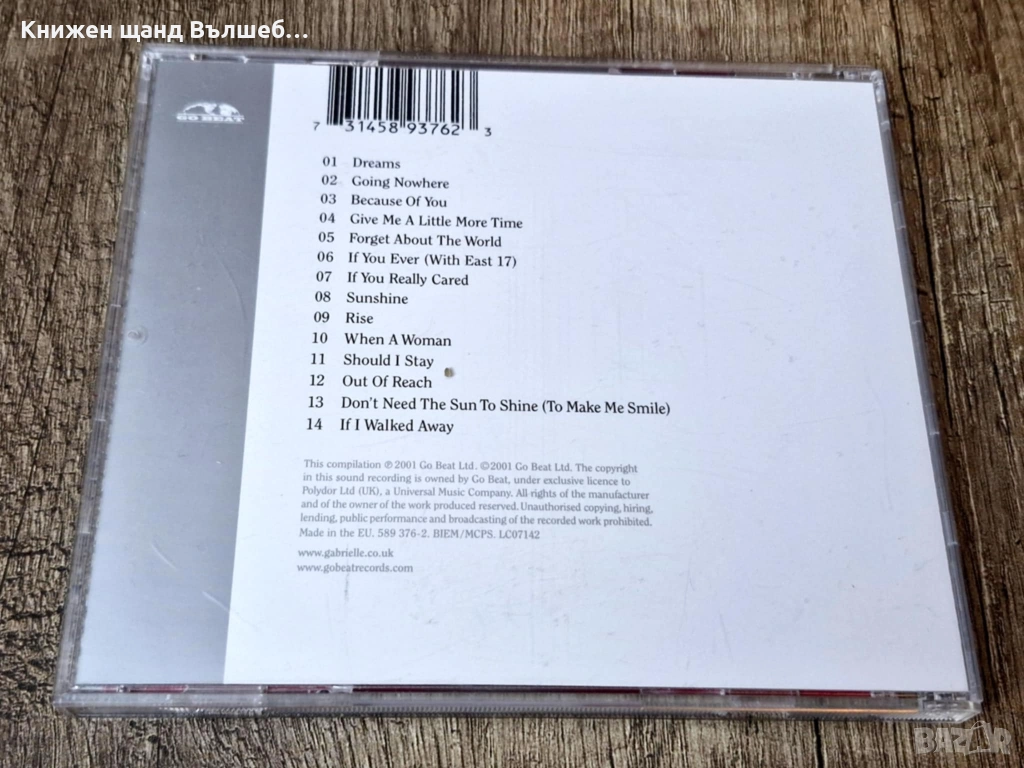 Книжен щанд Вълшеб...
GO BEAT
7 31458 93762 3
01 Dreams
02 Going Nowhere
03 Because Of You
04 Give Me A Little More Time
05 Forget About The World
06 If You Ever (With East 17)
07 If You Really Cared
08 Sunshine
09 Rise
10 When A Woman
11 Should I Stay
12 Out Of Reach
13 Don't Need The Sun To Shine (To Make Me Smile)
14 If I Walked Away
This compilation ℗ 2001 Go Beat Ltd. ©2001 Go Beat Ltd. The copyright
in this sound recording is owned by Go Beat, under exclusive licence to
Polydor Ltd (UK), a Universal Music Company. All rights of the manufacturer
and of the owner of the work produced reserved. Unauthorised copying, hiring,
lending, public performance and broadcasting of the recorded work prohibited.
Made in the EU. 589 376-2. BIEM/MCPS. LC07142
www.gabrielle.co.uk
www.gobeatrecords.com
BAZAR